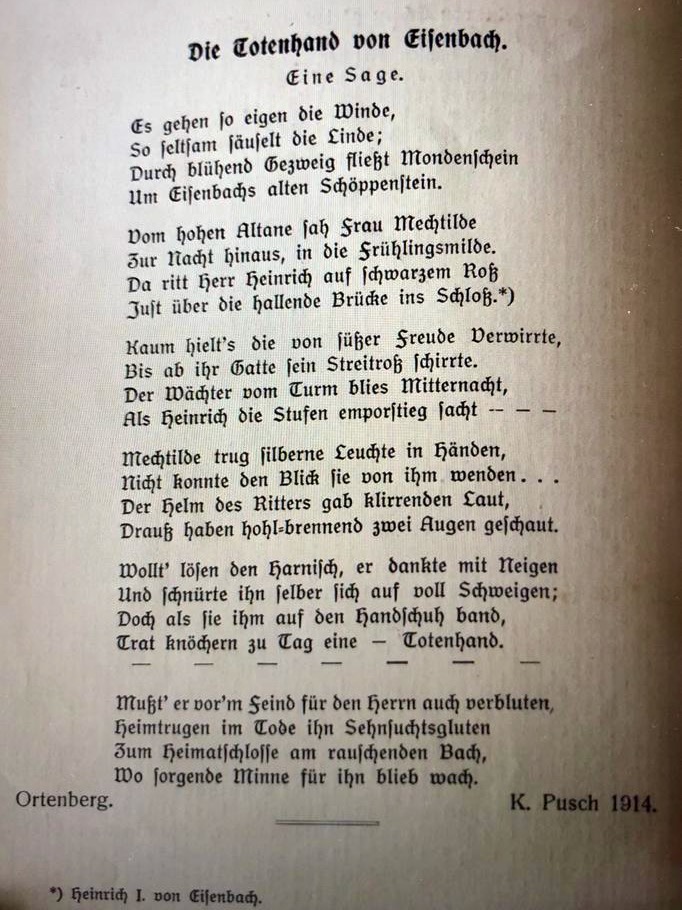 Die Totenhand von Eisenbach.
Eine Sage.
Es gehen so eigen die Winde,
So seltsam säuselt die Linde;
Durch blühend Gezweig fließt Mondenschein
Um Eisenbachs alten Schöppenstein.
Vom hohen Altane sah Frau Mechtilde
Zur Nacht hinaus, in die Frühlingsmilde.
Da ritt Herr Heinrich auf schwarzem Roß
Just über die hallende Brücke ins Schloß.*)
Kaum hielt's die von süßer Freude Verwirrte,
Bis ab ihr Gatte sein Streitroß schirrte.
Der Wächter vom Turm blies Mitternacht,
Als Heinrich die Stufen emporstieg sacht — — —
Mechtilde trug silberne Leuchte in Händen,
Nicht konnte den Blick sie von ihm wenden . . .
Der Helm des Ritters gab klirrenden Laut,
Drauß haben hohl-brennend zwei Augen geschaut.
Wollt' lösen den Harnisch, er dankte mit Neigen
Und schnürte ihn selber sich auf voll Schweigen;
Doch als sie ihm auf den Handschuh band,
Trat knöchern zu Tag eine — Totenhand.
— — — — — — —
Mußt' er vor'm Feind für den Herrn auch verbluten,
Heimtrugen im Tode ihn Sehnsuchtsgluten
Zum Heimatschlosse am rauschenden Bach,
Wo sorgende Minne für ihn blieb wach.
Ortenberg. K. Pusch 1914.
*) Heinrich I. von Eisenbach.